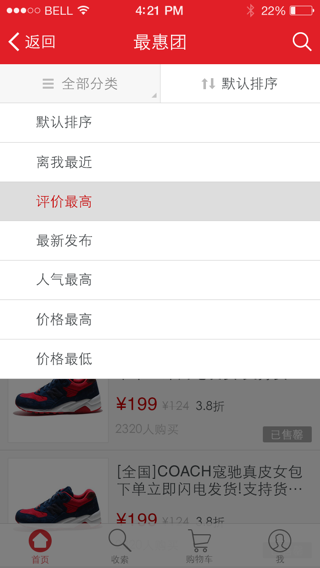 BELL 4:21 PM 22%
返回 最惠团
全部分类 默认排序
默认排序
离我最近
评价最高
最新发布
人气最高
价格最高
价格最低
¥199 ¥124 3.8折
2320人购买
已售罄
[全国]COACH寇驰真皮女包
下单立即闪电发货!支持货…
¥199 ¥124 3.8折
首页 收索 购物车 我